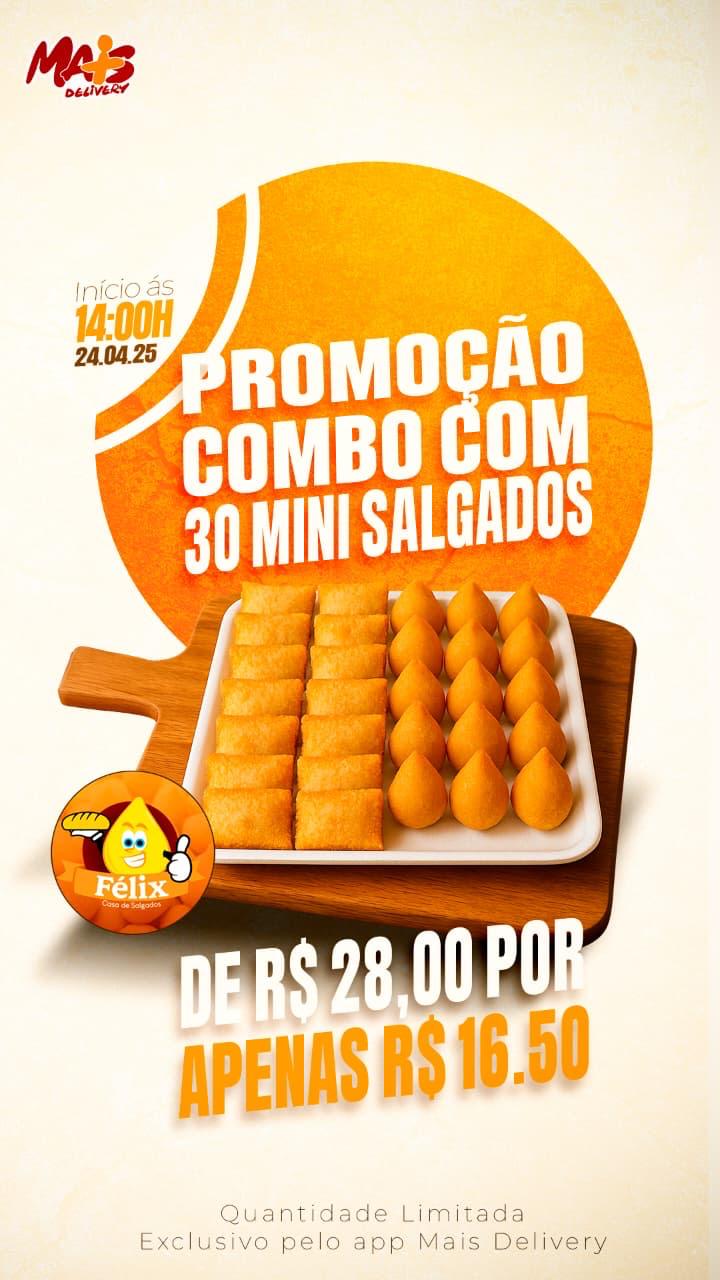 MAIS
DELIVERY
Início ás
14:00H
24.04.25
PROMOÇÃO
COMBO COM
30 MINI SALGADOS
Félix
Casa de Salgados
DE R$ 28,00 POR
APENAS R$ 16.50
Quantidade Limitada
Exclusivo pelo app Mais Delivery